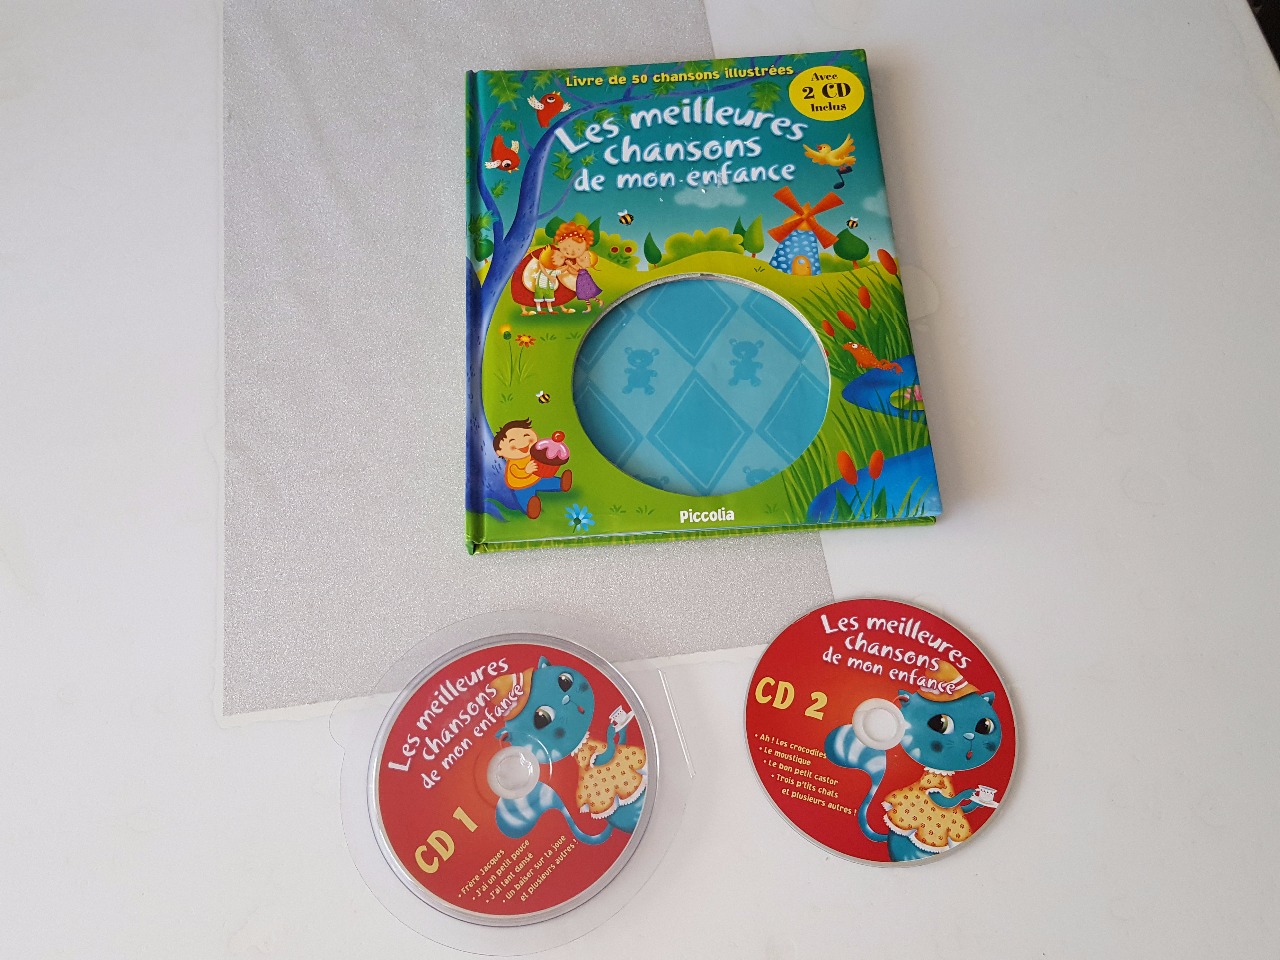 Livre de 50 chansons illustrées
Avec
2 CD
Inclus
Les meilleures
chansons
de mon enfance
Piccolia
Les meilleures
chansons
de mon enfance
CD 1
• Frère Jacques
• J'ai un petit pouce
• J'ai tant dansé
• Un baiser sur ta joue
et plusieurs autres !
Les meilleures
chansons
de mon enfance
CD 2
• Ah ! Les crocodiles
• Le moustique
• Le bon petit castor
• Trois p'tits chats
et plusieurs autres !